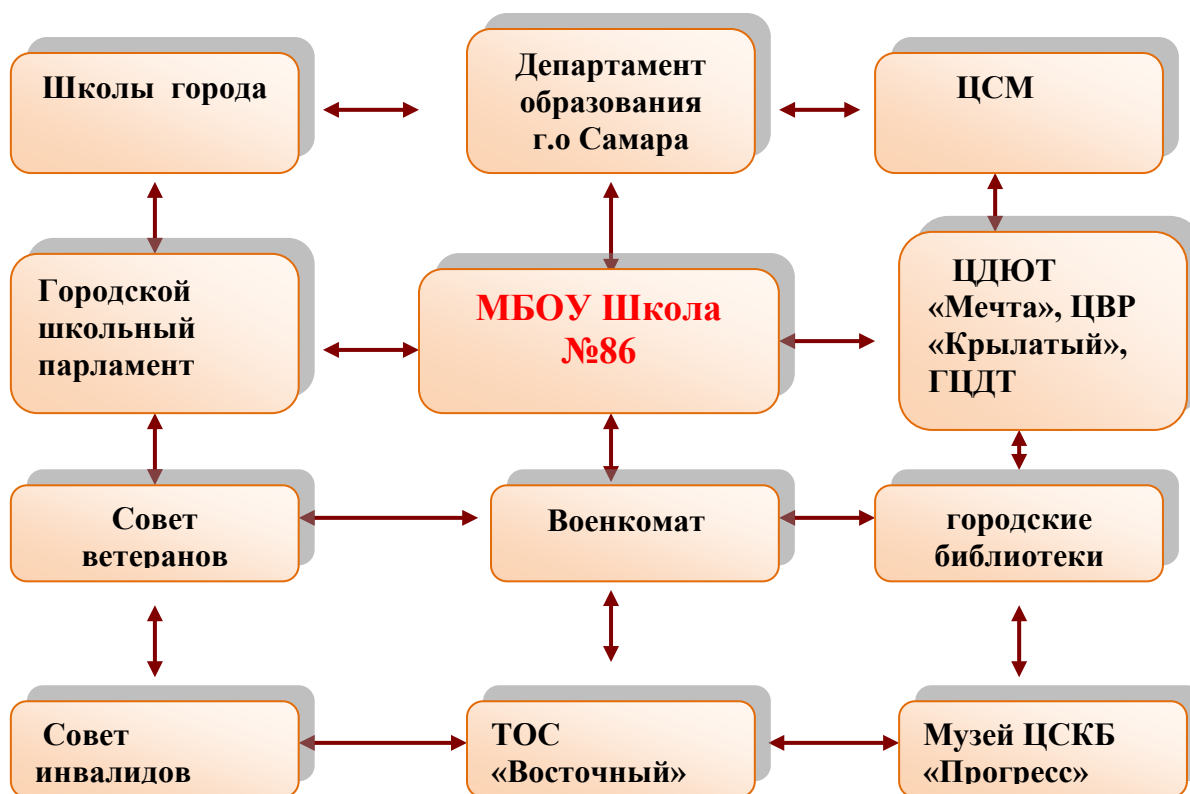 Школы города
Департамент
образования
г.о Самара
ЦСМ
Городской
школьный
парламент
МБОУ Школа
№86
ЦДЮТ
«Мечта», ЦВР
«Крылатый»,
ГЦДТ
Совет
ветеранов
Военкомат
городские
библиотеки
Совет
инвалидов
ТОС
«Восточный»
Музей ЦСКБ
«Прогресс»